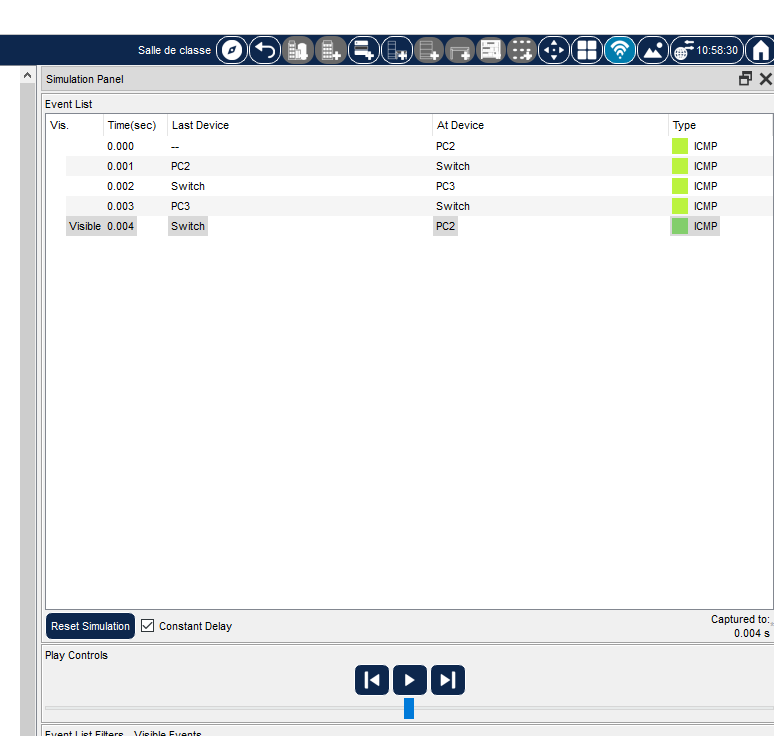 Salle de classe 10:58:30
Simulation Panel
Event List
Vis. Time(sec) Last Device At Device Type
0.000 -- PC2 ICMP
0.001 PC2 Switch ICMP
0.002 Switch PC3 ICMP
0.003 PC3 Switch ICMP
Visible 0.004 Switch PC2 ICMP
Reset Simulation Constant Delay Captured to:
0.004 s
Play Controls
Event List Filters - Visible Events